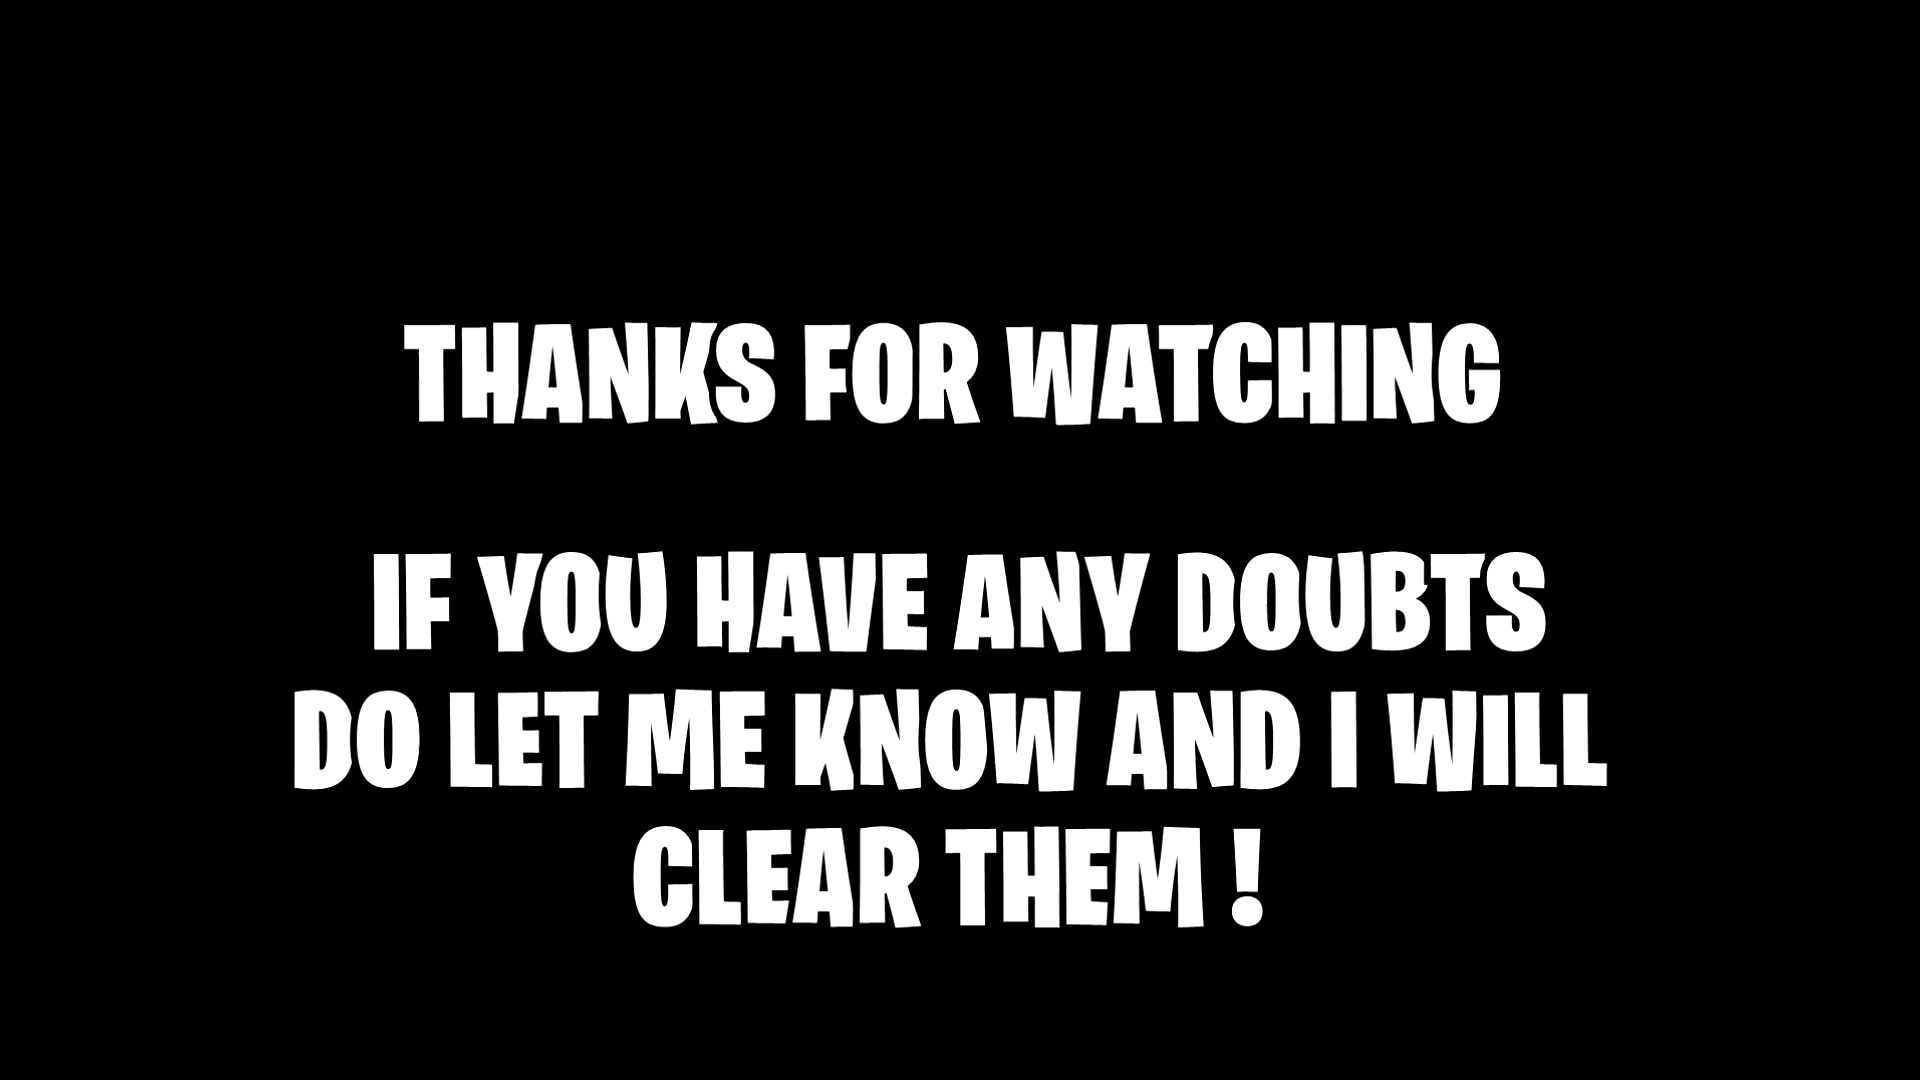 THANKS FOR WATCHING
IF YOU HAVE ANY DOUBTS
DO LET ME KNOW AND I WILL
CLEAR THEM !